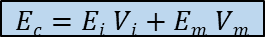 E_c = E_i V_i + E_m V_m